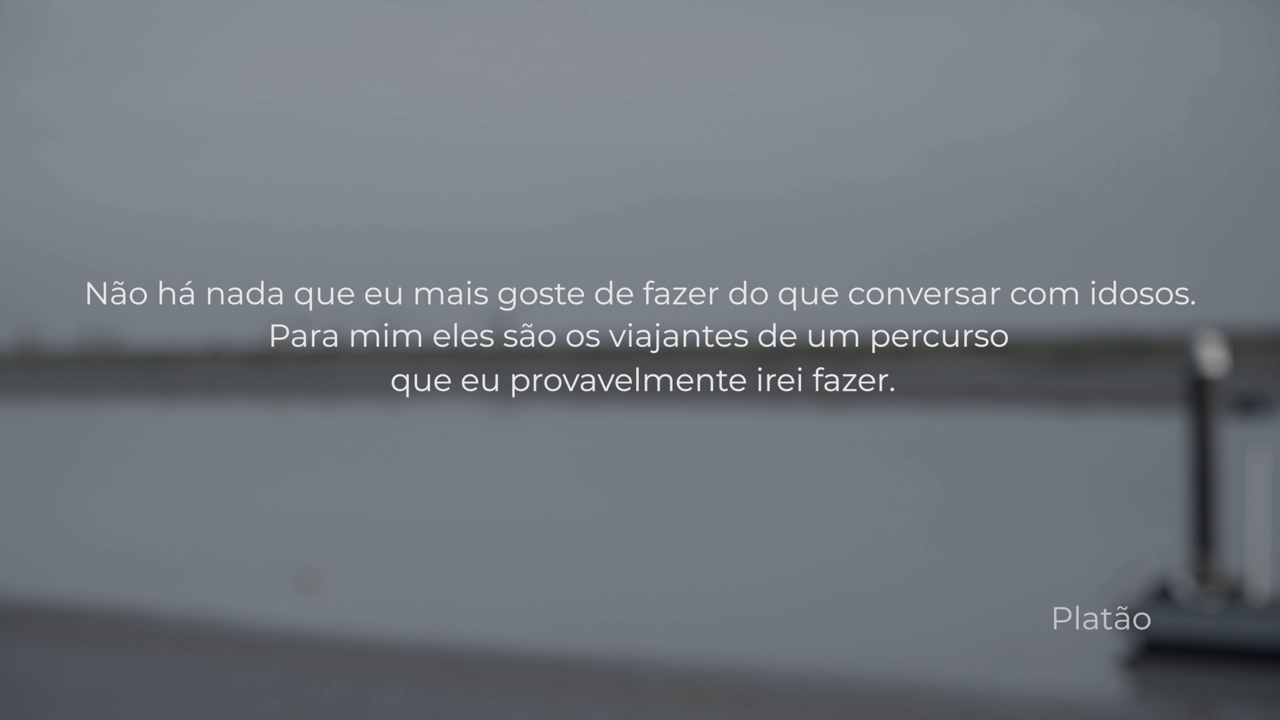 Não há nada que eu mais goste de fazer do que conversar com idosos.
Para mim eles são os viajantes de um percurso
que eu provavelmente irei fazer.
Platão